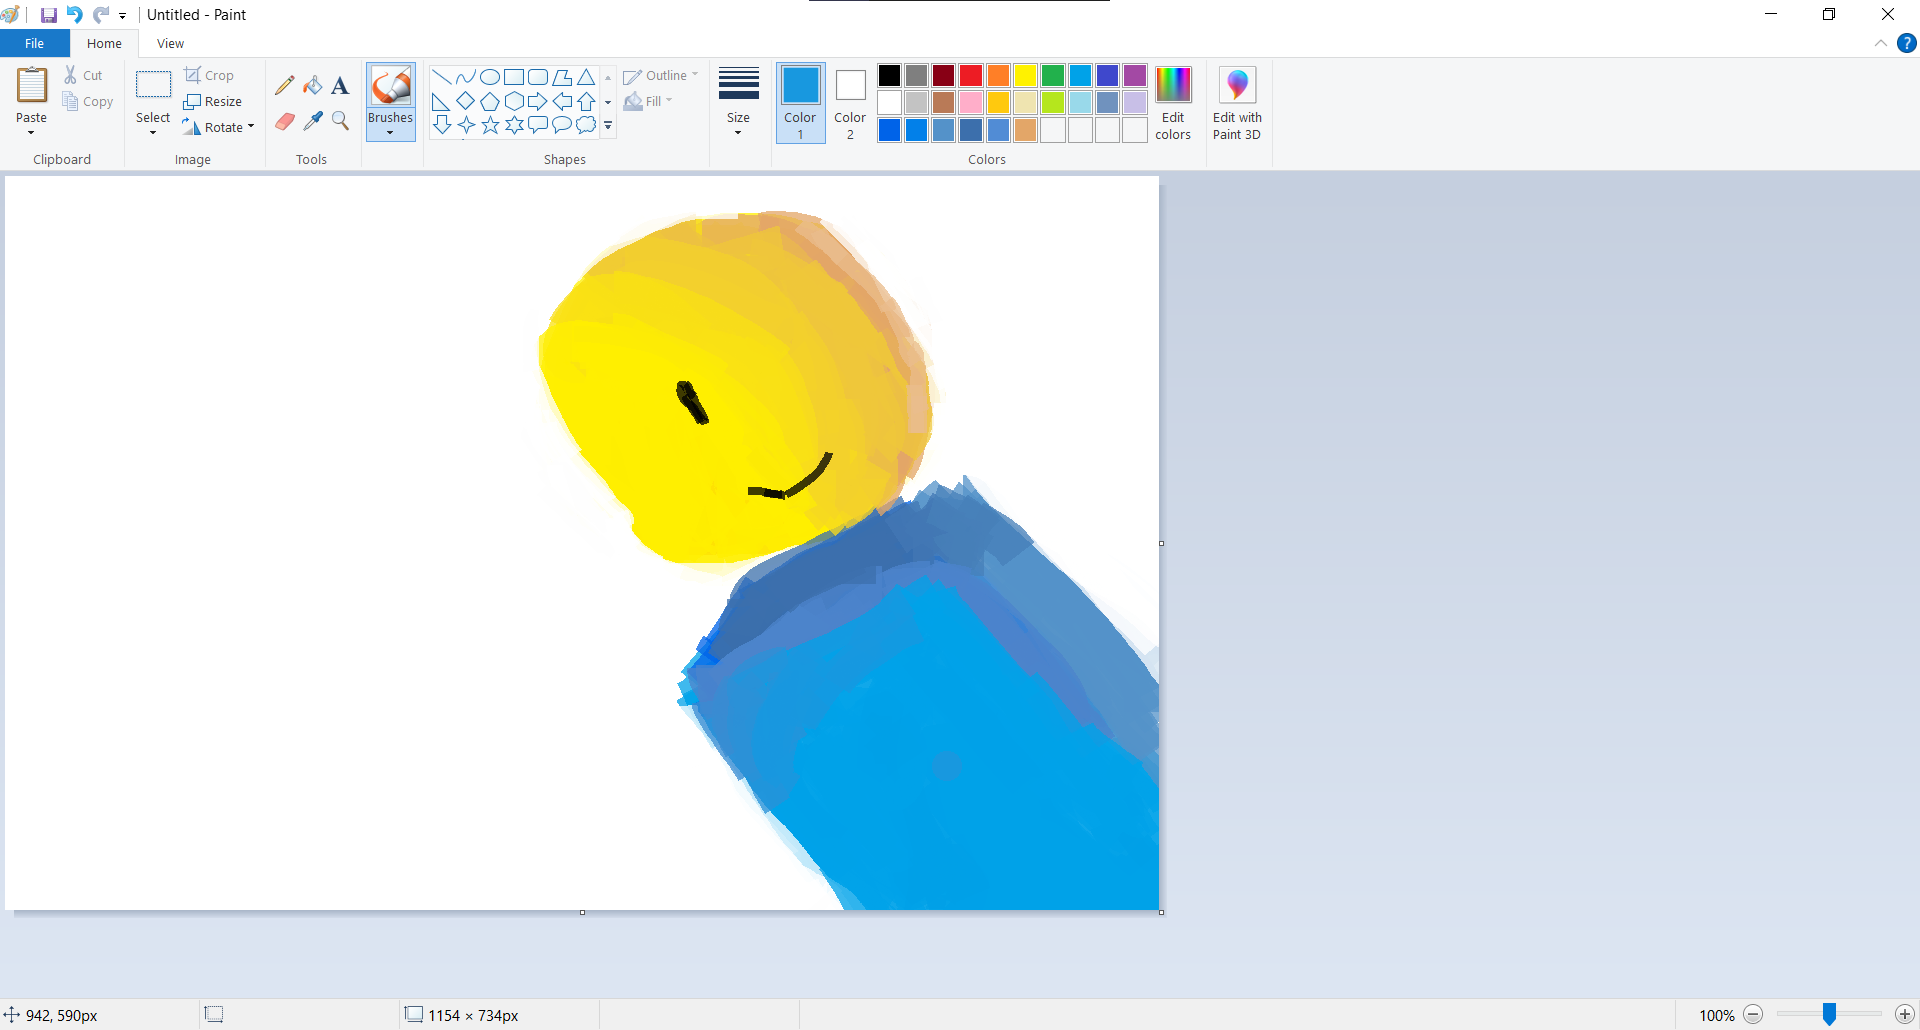 Untitled - Paint
File Home View
?
Paste
Cut
Copy
Clipboard
Select
Crop
Resize
Rotate
Image
A
Tools
Brushes
Outline
Fill
Shapes
Size
Color 1
Color 2
Edit colors
Colors
Edit with Paint 3D
942, 590px
1154 × 734px
100%